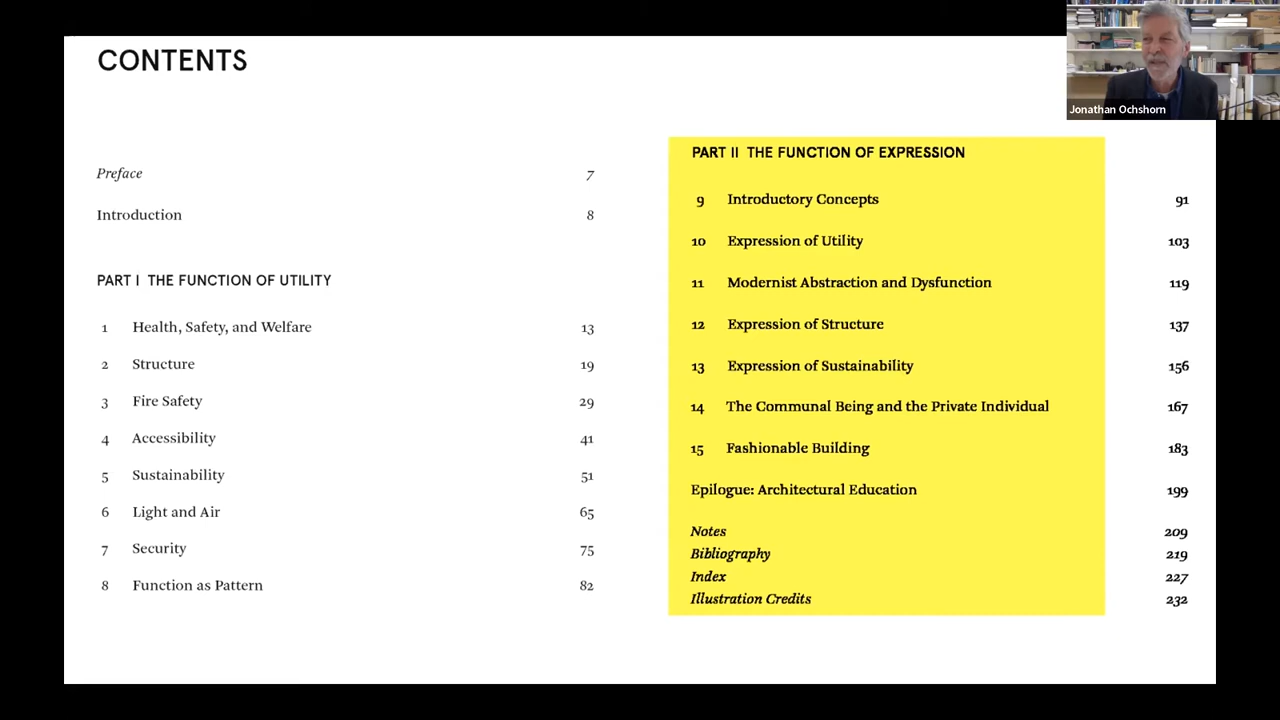 CONTENTS
Jonathan Ochshorn
Preface 7
Introduction 8
PART I THE FUNCTION OF UTILITY
1 Health, Safety, and Welfare 13
2 Structure 19
3 Fire Safety 29
4 Accessibility 41
5 Sustainability 51
6 Light and Air 65
7 Security 75
8 Function as Pattern 82
PART II THE FUNCTION OF EXPRESSION
9 Introductory Concepts 91
10 Expression of Utility 103
11 Modernist Abstraction and Dysfunction 119
12 Expression of Structure 137
13 Expression of Sustainability 156
14 The Communal Being and the Private Individual 167
15 Fashionable Building 183
Epilogue: Architectural Education 199
Notes 209
Bibliography 219
Index 227
Illustration Credits 232